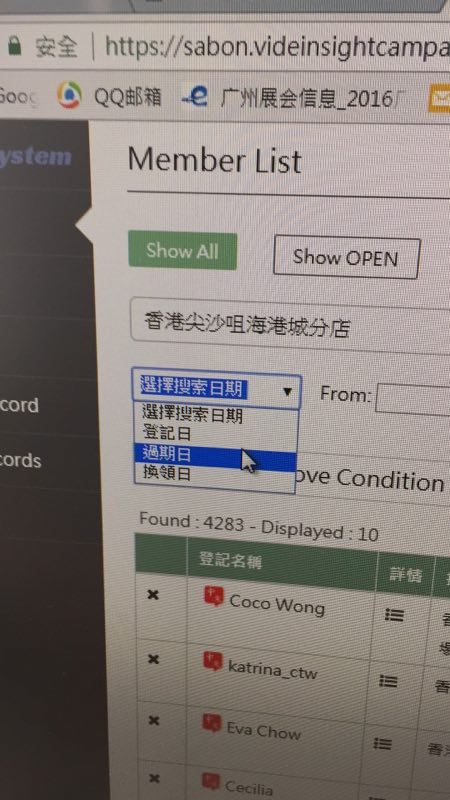 安全 https://sabon.videinsightcampa
QQ邮箱 广州展会信息_2016
ystem
Member List
Show All Show OPEN
香港尖沙咀海港城分店
選擇搜索日期 From:
選擇搜索日期
登記日
過期日
換領日
cord
cords
ove Condition
Found : 4283 - Displayed : 10
登記名稱 詳情
Coco Wong
katrina_ctw
香
Eva Chow
香港
Cecilia